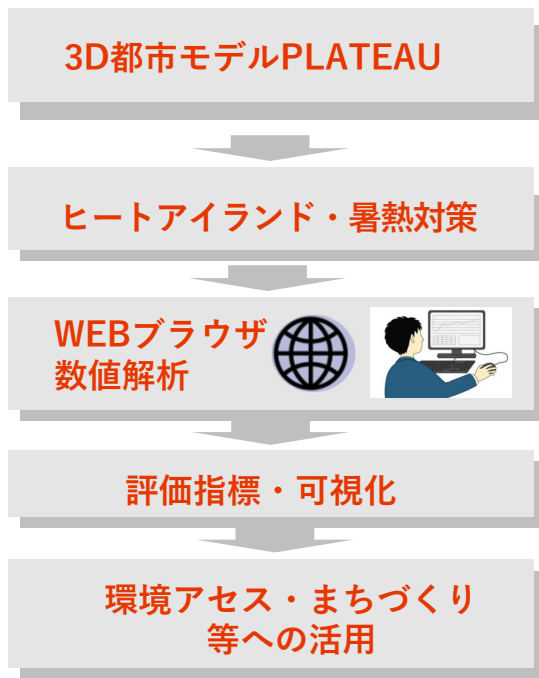 3D都市モデルPLATEAU
ヒートアイランド・暑熱対策
WEBブラウザ
数値解析
評価指標・可視化
環境アセス・まちづくり
等への活用